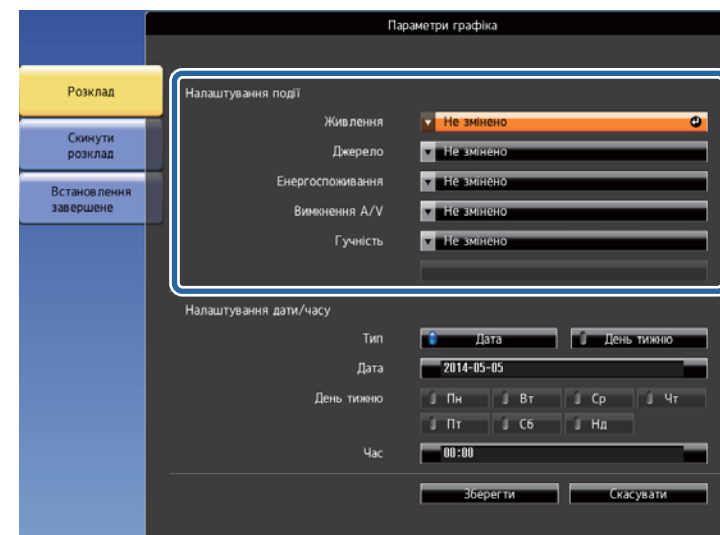 Параметри графіка
Розклад
Скинути
розклад
Встановлення
завершене
Налаштування події
Живлення Не змінено
Джерело Не змінено
Енергоспоживання Не змінено
Вимкнення A/V Не змінено
Гучність Не змінено
Налаштування дати/часу
Тип Дата День тижню
Дата 2014-05-05
День тижню Пн Вт Ср Чт
Пт Сб Нд
Час 00:00
Зберегти Скасувати